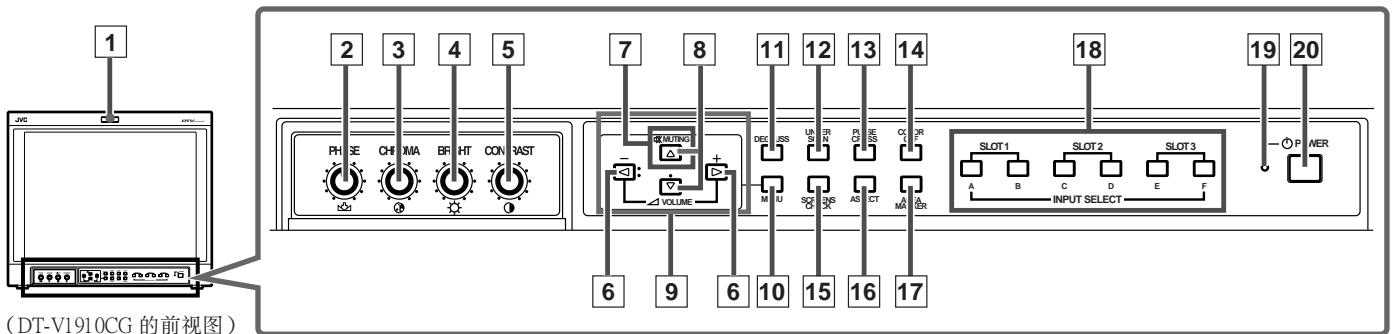 1
2
3
4
5
7
8
11
12
13
14
18
19
20
JVC
PHASE
CHROMA
BRIGHT
CONTRAST
MUTING
− +
VOLUME
DEGAUSS
UNDER SCAN
PULSE CROSS
COLOR OFF
MENU
SCREENS CHECK
ASPECT
AREA MARKER
SLOT 1
SLOT 2
SLOT 3
A B C D E F
INPUT SELECT
POWER
6
9
6
10
15
16
17
(DT-V1910CG 的前视图)